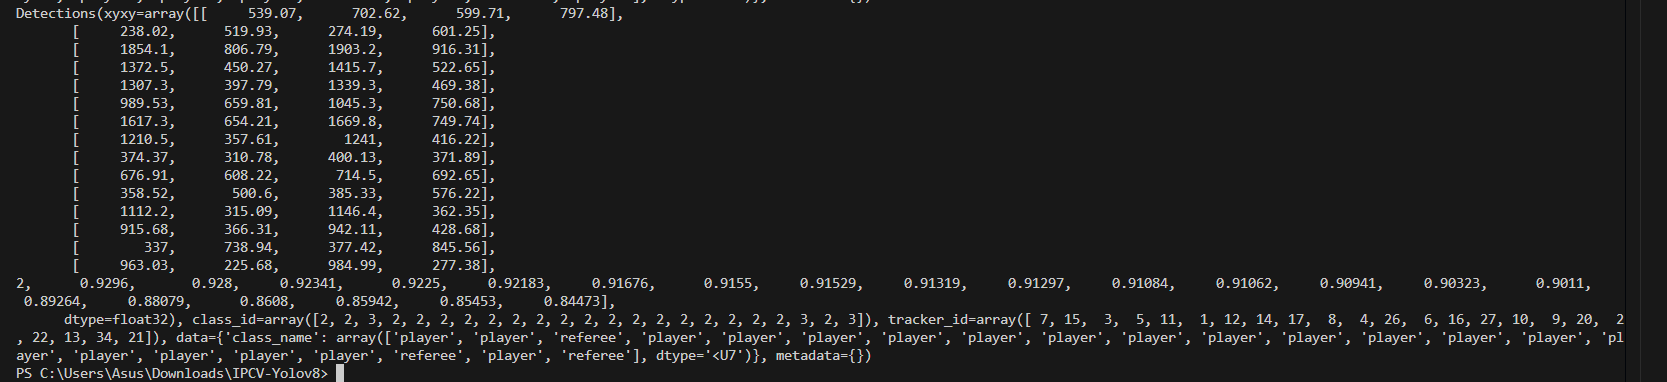 Detections(xyxy=array([[     539.07,      702.62,      599.71,      797.48],
       [     238.02,      519.93,      274.19,      601.25],
       [     1854.1,      806.79,      1903.2,      916.31],
       [     1372.5,      450.27,      1415.7,      522.65],
       [     1307.3,      397.79,      1339.3,      469.38],
       [     989.53,      659.81,      1045.3,      750.68],
       [     1617.3,      654.21,      1669.8,      749.74],
       [     1210.5,      357.61,        1241,      416.22],
       [     374.37,      310.78,      400.13,      371.89],
       [     676.91,      608.22,       714.5,      692.65],
       [     358.52,       500.6,      385.33,      576.22],
       [     1112.2,      315.09,      1146.4,      362.35],
       [     915.68,      366.31,      942.11,      428.68],
       [        337,      738.94,      377.42,      845.56],
       [     963.03,      225.68,      984.99,      277.38],
2,      0.9296,       0.928,     0.92341,      0.9225,     0.92183,     0.91676,      0.9155,     0.91529,     0.91319,     0.91297,     0.91084,     0.91062,     0.90941,     0.90323,      0.9011,
 0.89264,     0.88079,      0.8608,     0.85942,     0.85453,     0.84473],
      dtype=float32), class_id=array([2, 2, 3, 2, 2, 2, 2, 2, 2, 2, 2, 2, 2, 2, 2, 2, 2, 2, 2, 2, 3, 2, 3]), tracker_id=array([ 7, 15,  3,  5, 11,  1, 12, 14, 17,  8,  4, 26,  6, 16, 27, 10,  9, 20,  2
, 22, 13, 34, 21]), data={'class_name': array(['player', 'player', 'referee', 'player', 'player', 'player', 'player', 'player', 'player', 'player', 'player', 'player', 'player', 'player', 'player', 'pl
ayer', 'player', 'player', 'player', 'player', 'referee', 'player', 'referee'], dtype='<U7')}, metadata={})
PS C:\Users\Asus\Downloads\IPCV-Yolov8>